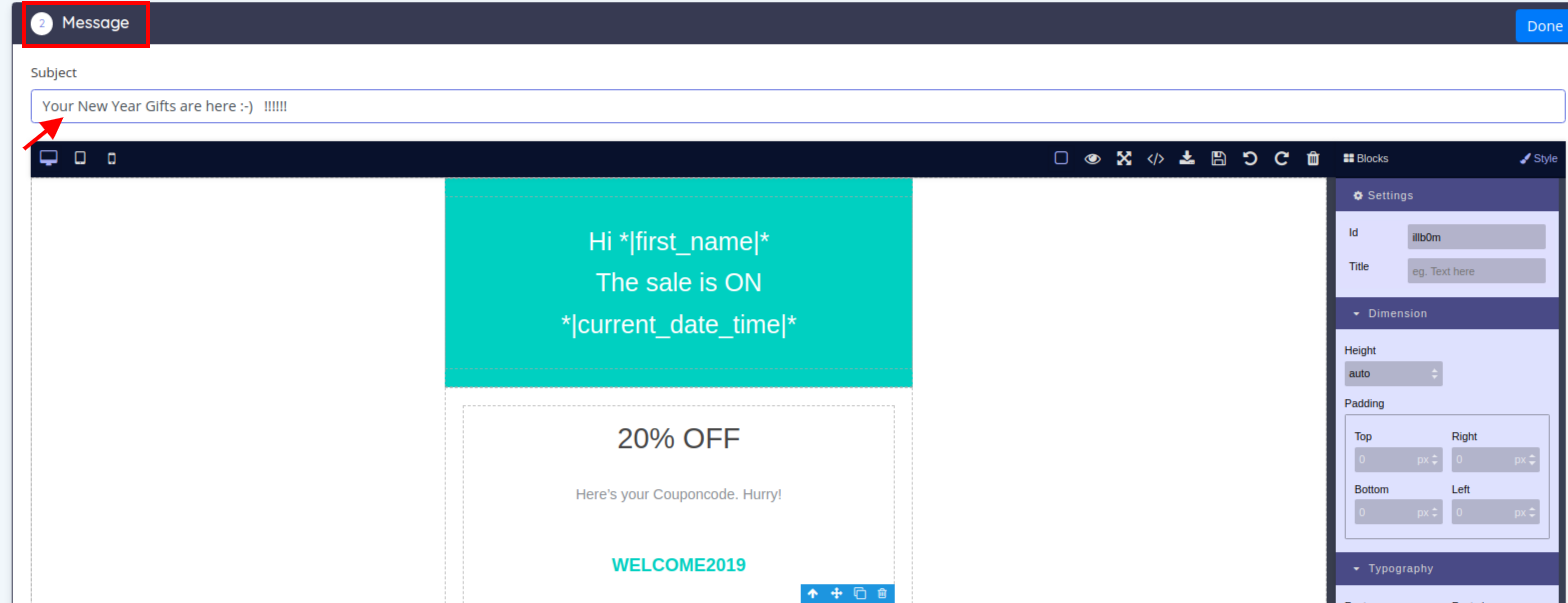 2 Message
Done
Subject
Your New Year Gifts are here :-) !!!!!!
</> Blocks Style
Hi *|first_name|*
The sale is ON
*|current_date_time|*
20% OFF
Here's your Couponcode. Hurry!
WELCOME2019
Settings
Id illb0m
Title eg. Text here
Dimension
Height
auto
Padding
Top Right
0 px 0 px
Bottom Left
0 px 0 px
Typography